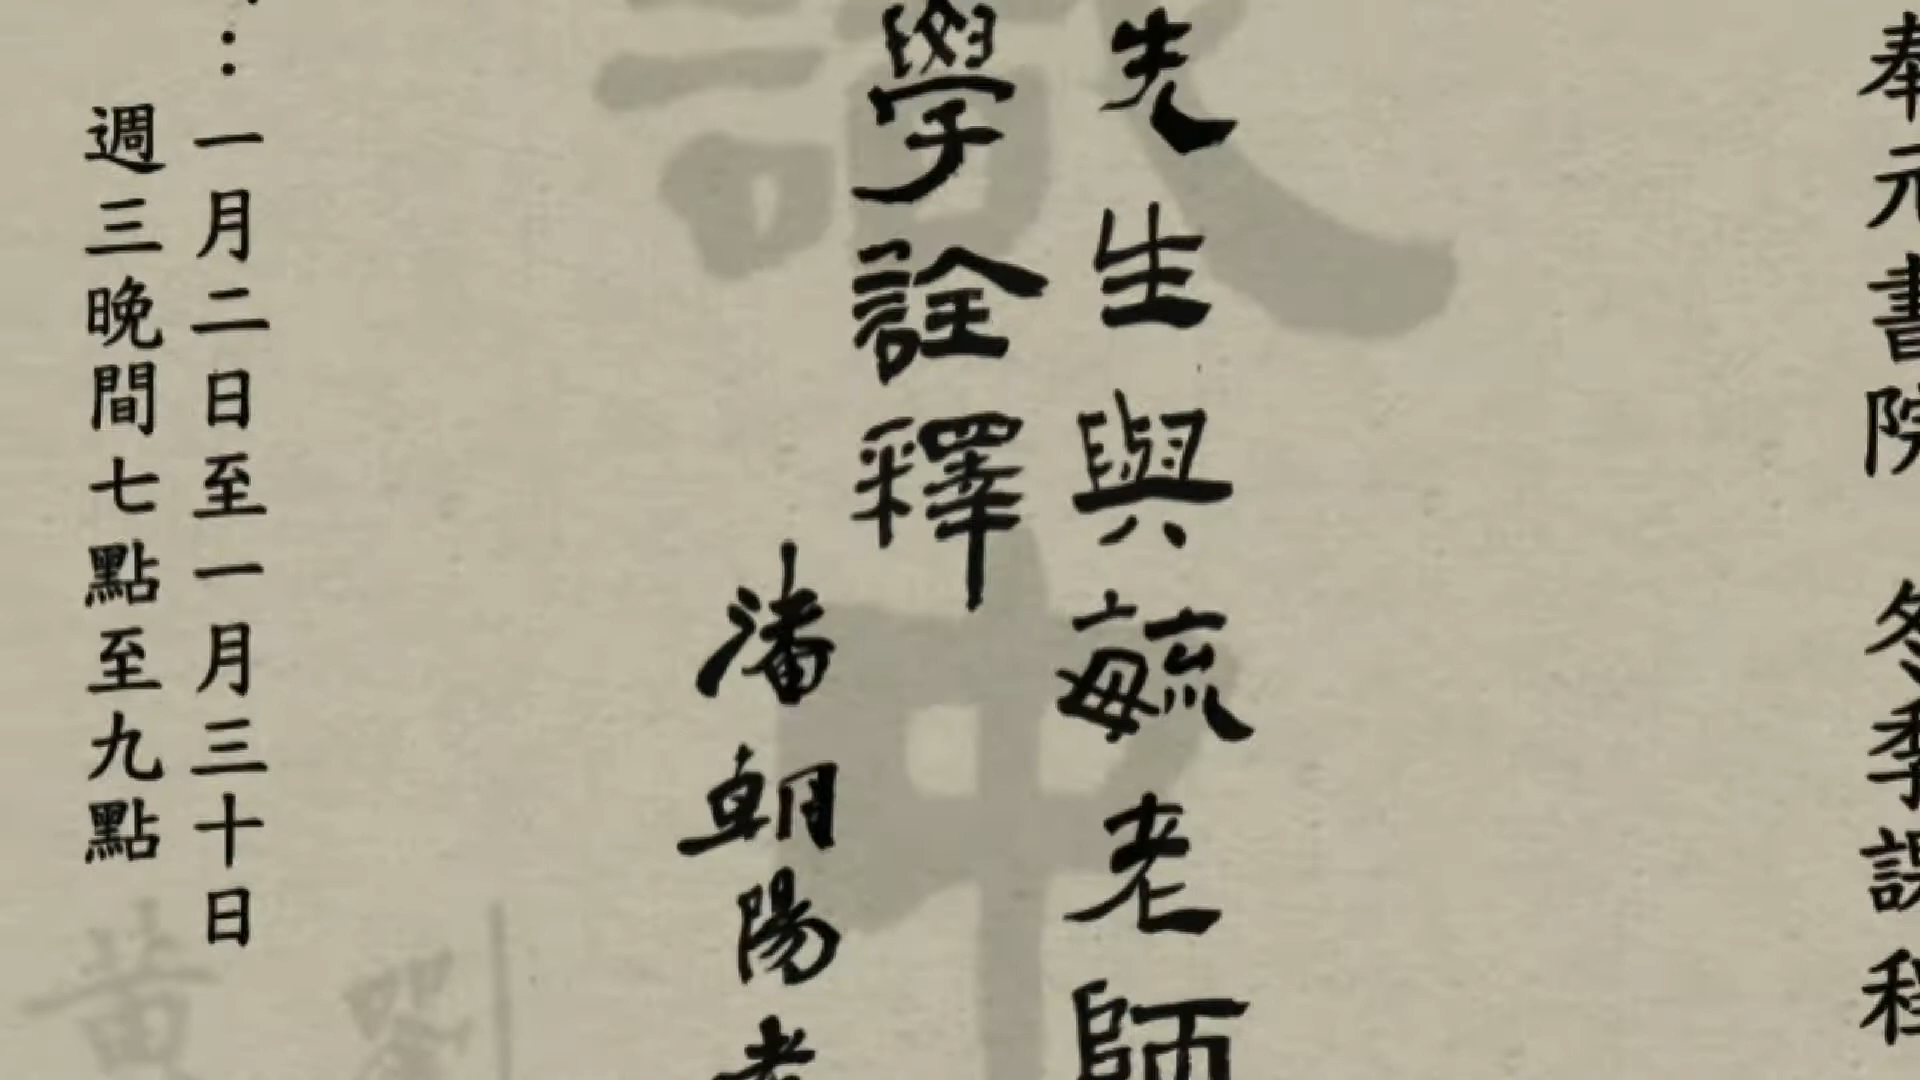 奉元書院 冬季課程
先生與毓老師
學詮釋
潘朝陽老
一月二日至一月三十日
週三晚間七點至九點
黃 劉